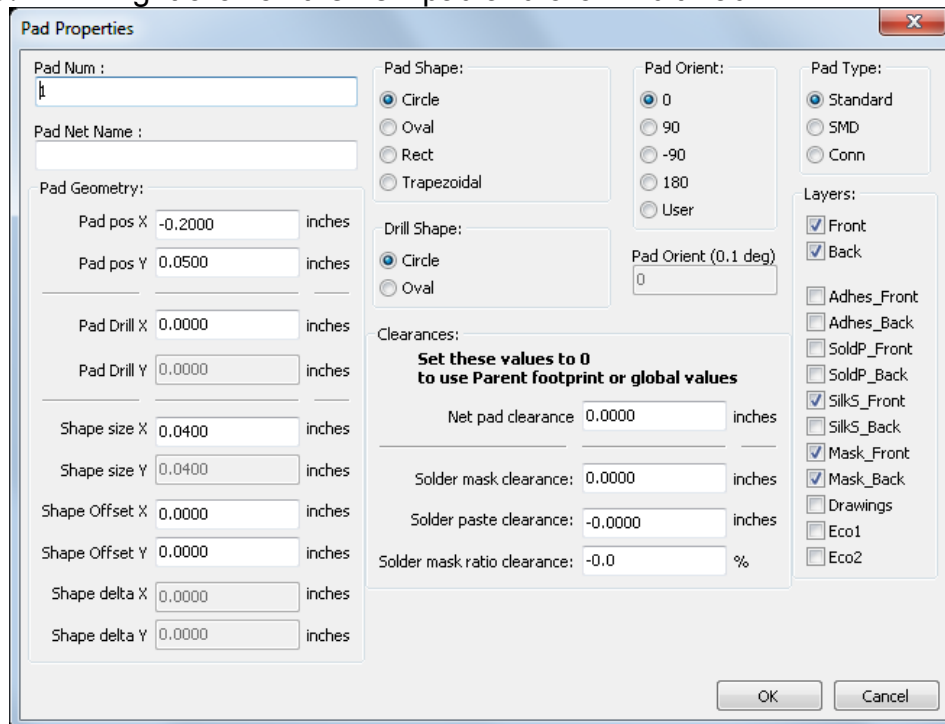 Pad Properties
Pad Num :
1
Pad Net Name :
Pad Geometry:
Pad pos X -0.2000 inches
Pad pos Y 0.0500 inches
Pad Drill X 0.0000 inches
Pad Drill Y 0.0000 inches
Shape size X 0.0400 inches
Shape size Y 0.0400 inches
Shape Offset X 0.0000 inches
Shape Offset Y 0.0000 inches
Shape delta X 0.0000 inches
Shape delta Y 0.0000 inches
Pad Shape:
Circle
Oval
Rect
Trapezoidal
Drill Shape:
Circle
Oval
Pad Orient:
0
90
-90
180
User
Pad Orient (0.1 deg)
0
Clearances:
Set these values to 0
to use Parent footprint or global values
Net pad clearance 0.0000 inches
Solder mask clearance: 0.0000 inches
Solder paste clearance: -0.0000 inches
Solder mask ratio clearance: -0.0 %
Pad Type:
Standard
SMD
Conn
Layers:
Front
Back
Adhes_Front
Adhes_Back
SoldP_Front
SoldP_Back
SilkS_Front
SilkS_Back
Mask_Front
Mask_Back
Drawings
Eco1
Eco2
OK
Cancel